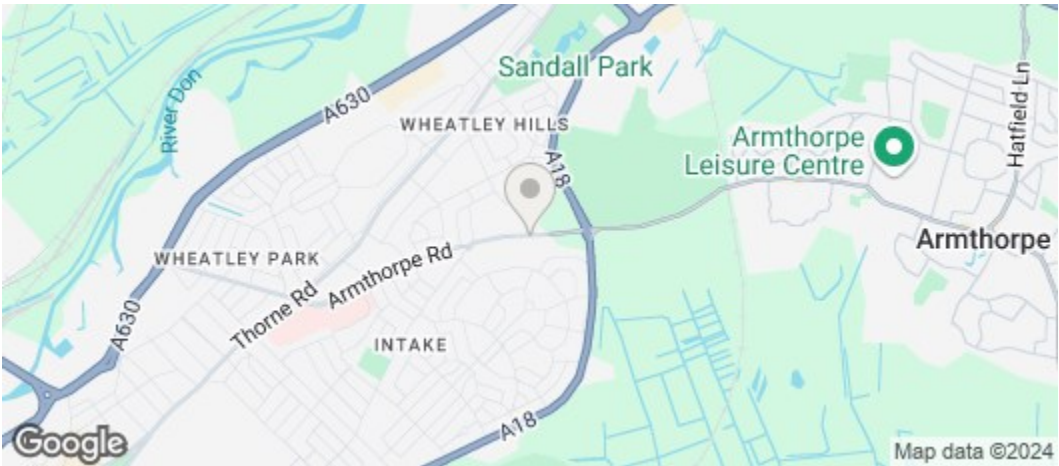 Sandall Park
A630
River Don
WHEATLEY HILLS
Hatfield Ln
Armthorpe
Leisure Centre
A18
Armthorpe
WHEATLEY PARK
Armthorpe Rd
Thorne Rd
A630
INTAKE
A18
Google
Map data ©2024